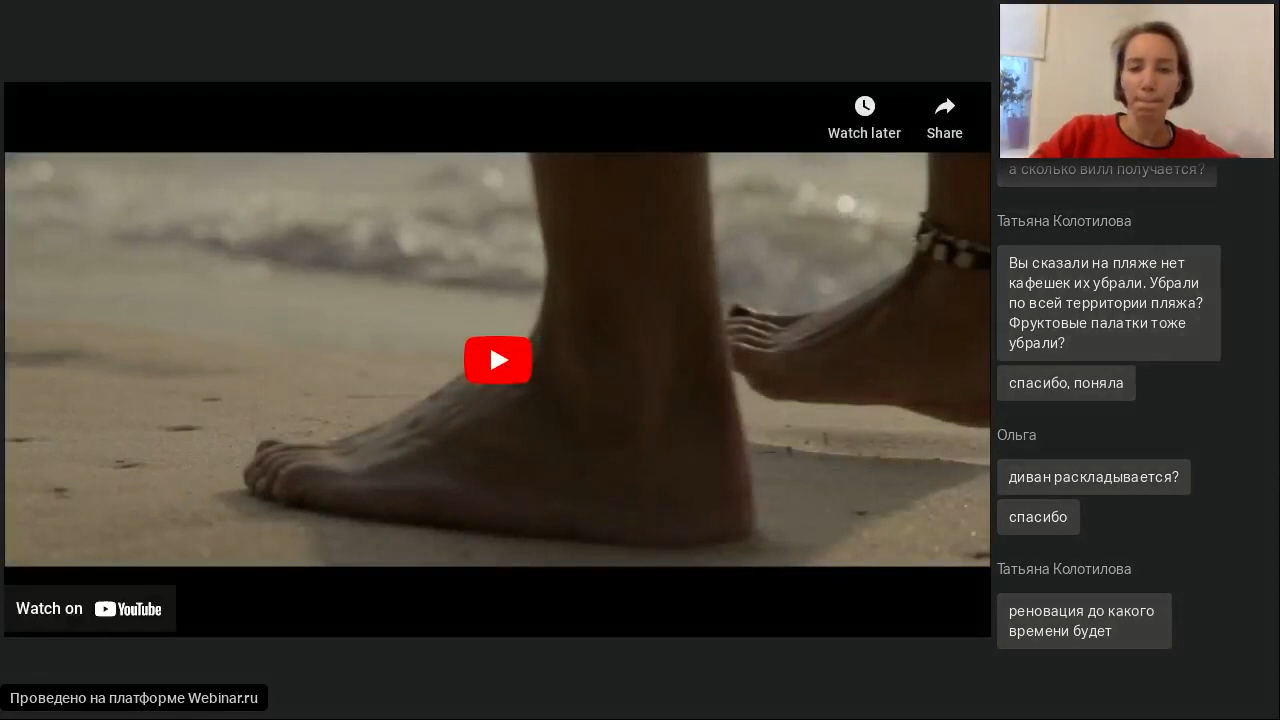 Watch later
Share
Watch on YouTube
Проведено на платформе Webinar.ru
а сколько вилл получается?
Татьяна Колотилова
Вы сказали на пляже нет
кафешек их убрали. Убрали
по всей территории пляжа?
Фруктовые палатки тоже
убрали?
спасибо, поняла
Ольга
диван раскладывается?
спасибо
Татьяна Колотилова
реновация до какого
времени будет